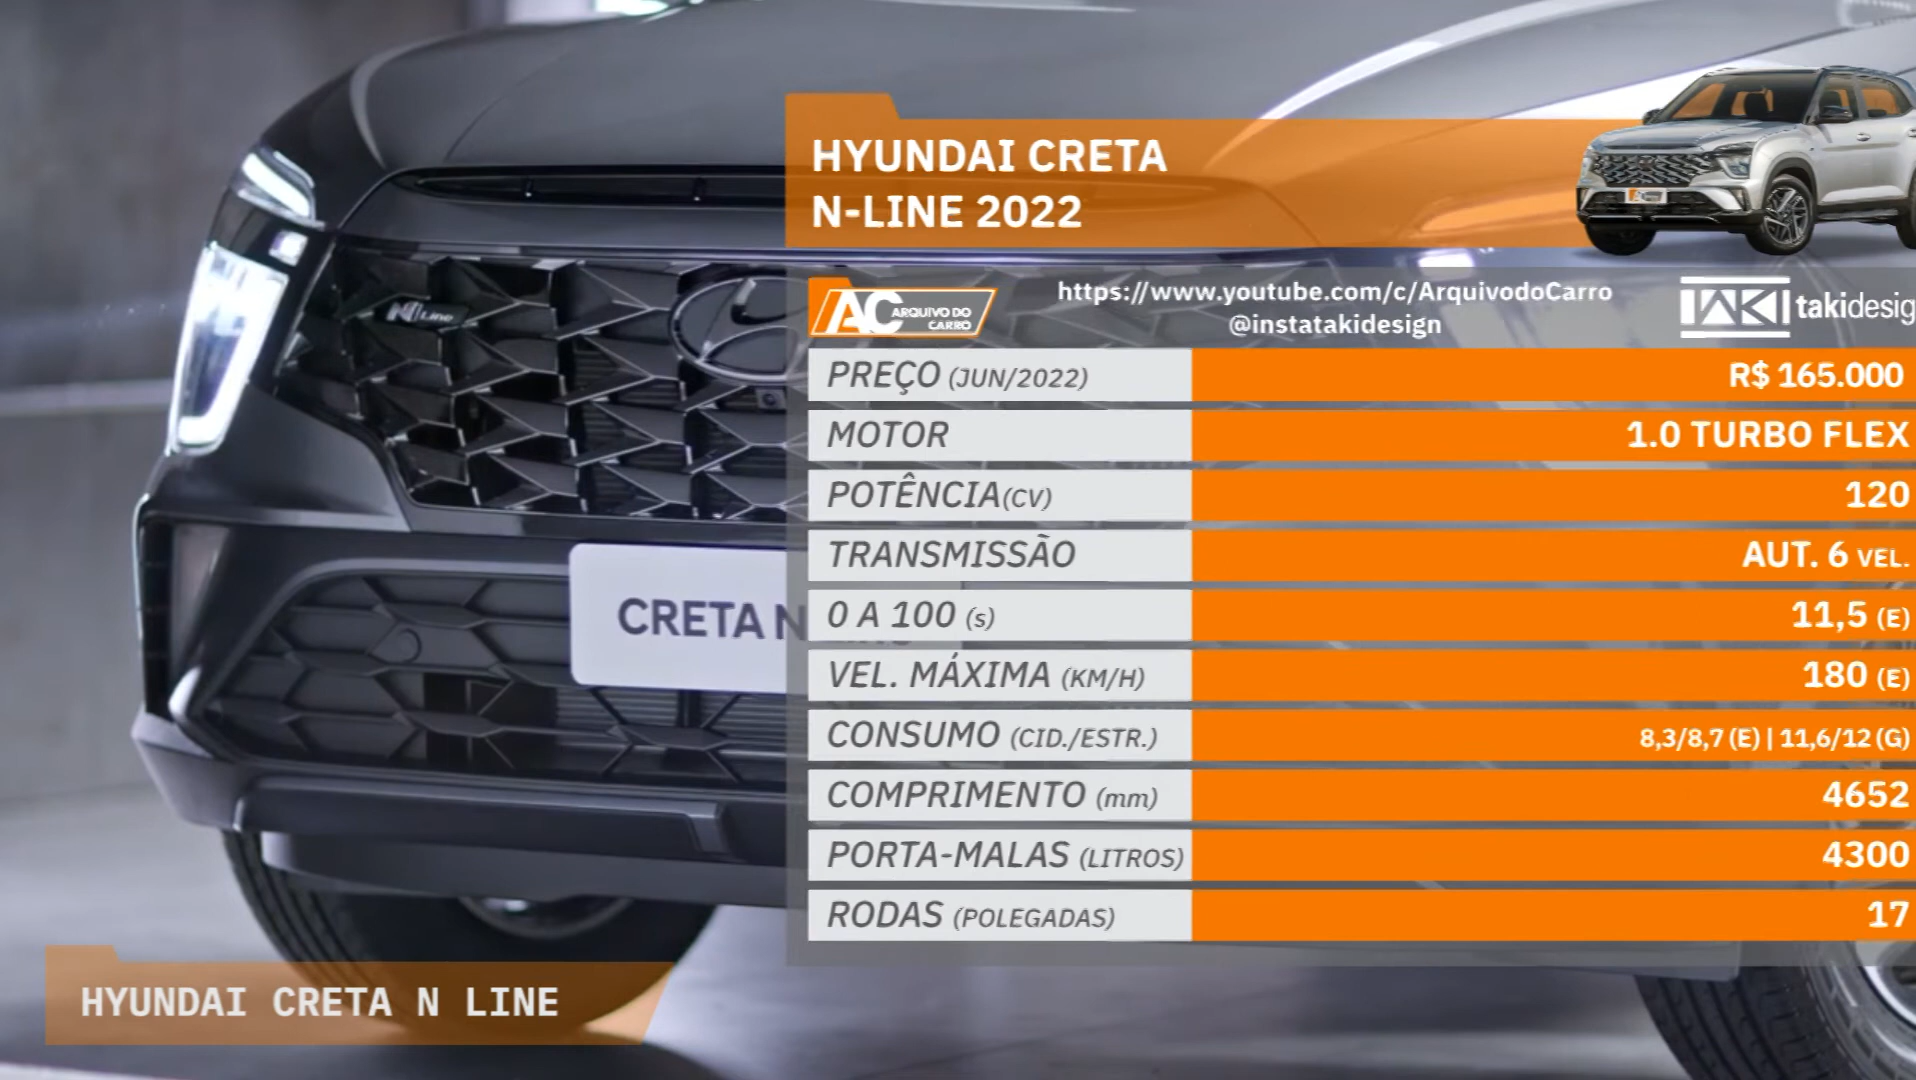 HYUNDAI CRETA
N-LINE 2022
AC ARQUIVO DO
CARRO
https://www.youtube.com/c/ArquivodoCarro
@instatakidesign
TAKI takidesig
PREÇO (JUN/2022) R$ 165.000
MOTOR 1.0 TURBO FLEX
POTÊNCIA(CV) 120
TRANSMISSÃO AUT. 6 VEL.
0 A 100 (s) 11,5 (E)
VEL. MÁXIMA (KM/H) 180 (E)
CONSUMO (CID./ESTR.) 8,3/8,7 (E) | 11,6/12 (G)
COMPRIMENTO (mm) 4652
PORTA-MALAS (LITROS) 4300
RODAS (POLEGADAS) 17
N Line
CRETA N
HYUNDAI CRETA N LINE